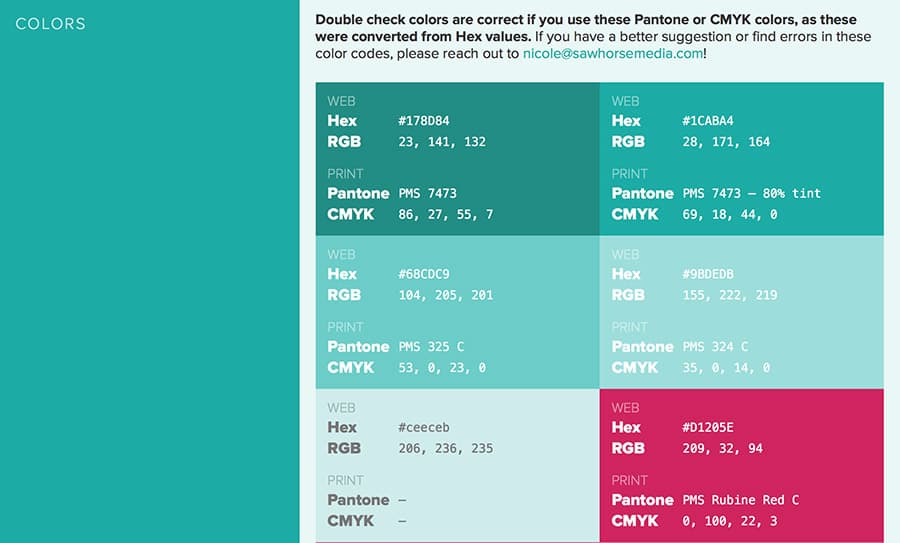 COLORS
Double check colors are correct if you use these Pantone or CMYK colors, as these
were converted from Hex values. If you have a better suggestion or find errors in these
color codes, please reach out to nicole@sawhorsemedia.com!
WEB
Hex #178D84
RGB 23, 141, 132
PRINT
Pantone PMS 7473
CMYK 86, 27, 55, 7
WEB
Hex #1CABA4
RGB 28, 171, 164
PRINT
Pantone PMS 7473 – 80% tint
CMYK 69, 18, 44, 0
WEB
Hex #68CDC9
RGB 104, 205, 201
PRINT
Pantone PMS 325 C
CMYK 53, 0, 23, 0
WEB
Hex #9BDEDB
RGB 155, 222, 219
PRINT
Pantone PMS 324 C
CMYK 35, 0, 14, 0
WEB
Hex #ceeceb
RGB 206, 236, 235
PRINT
Pantone –
CMYK –
WEB
Hex #D1205E
RGB 209, 32, 94
PRINT
Pantone PMS Rubine Red C
CMYK 0, 100, 22, 3